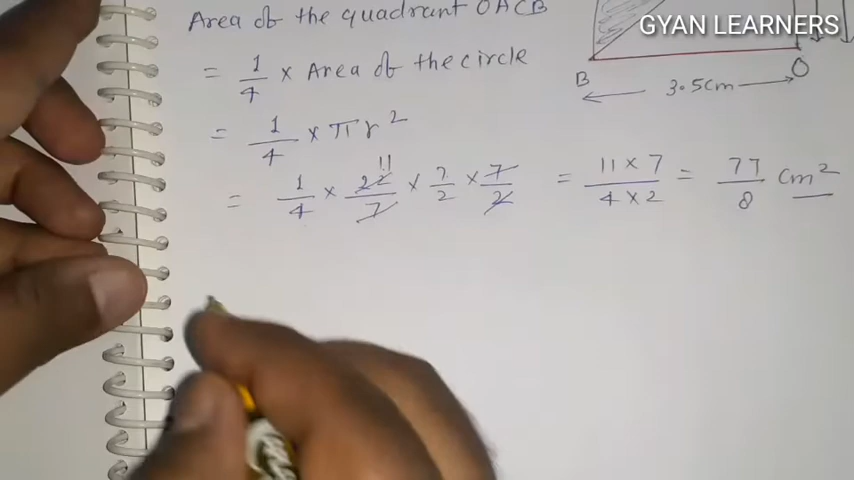 Area of the quadrant OACB
GYAN LEARNERS
= 1/4 × Area of the circle
B
O
3.5cm
= 1/4 × πr²
= 1/4 × 22/7 × 7/2 × 7/2 = 11 × 7 / 4 × 2 = 77/8 cm²
11